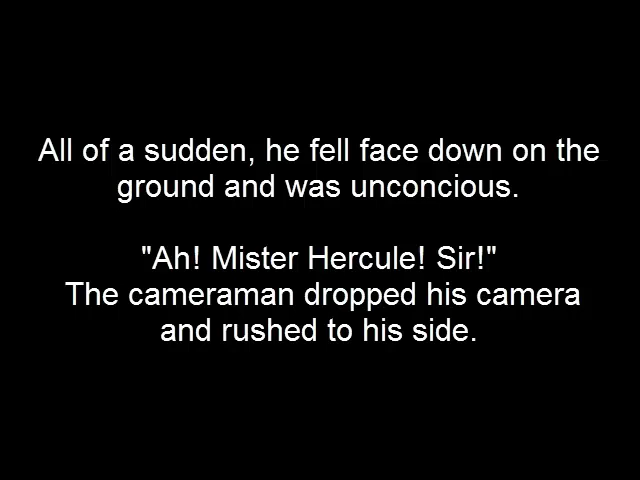 All of a sudden, he fell face down on the
ground and was unconcious.
"Ah! Mister Hercule! Sir!"
The cameraman dropped his camera
and rushed to his side.